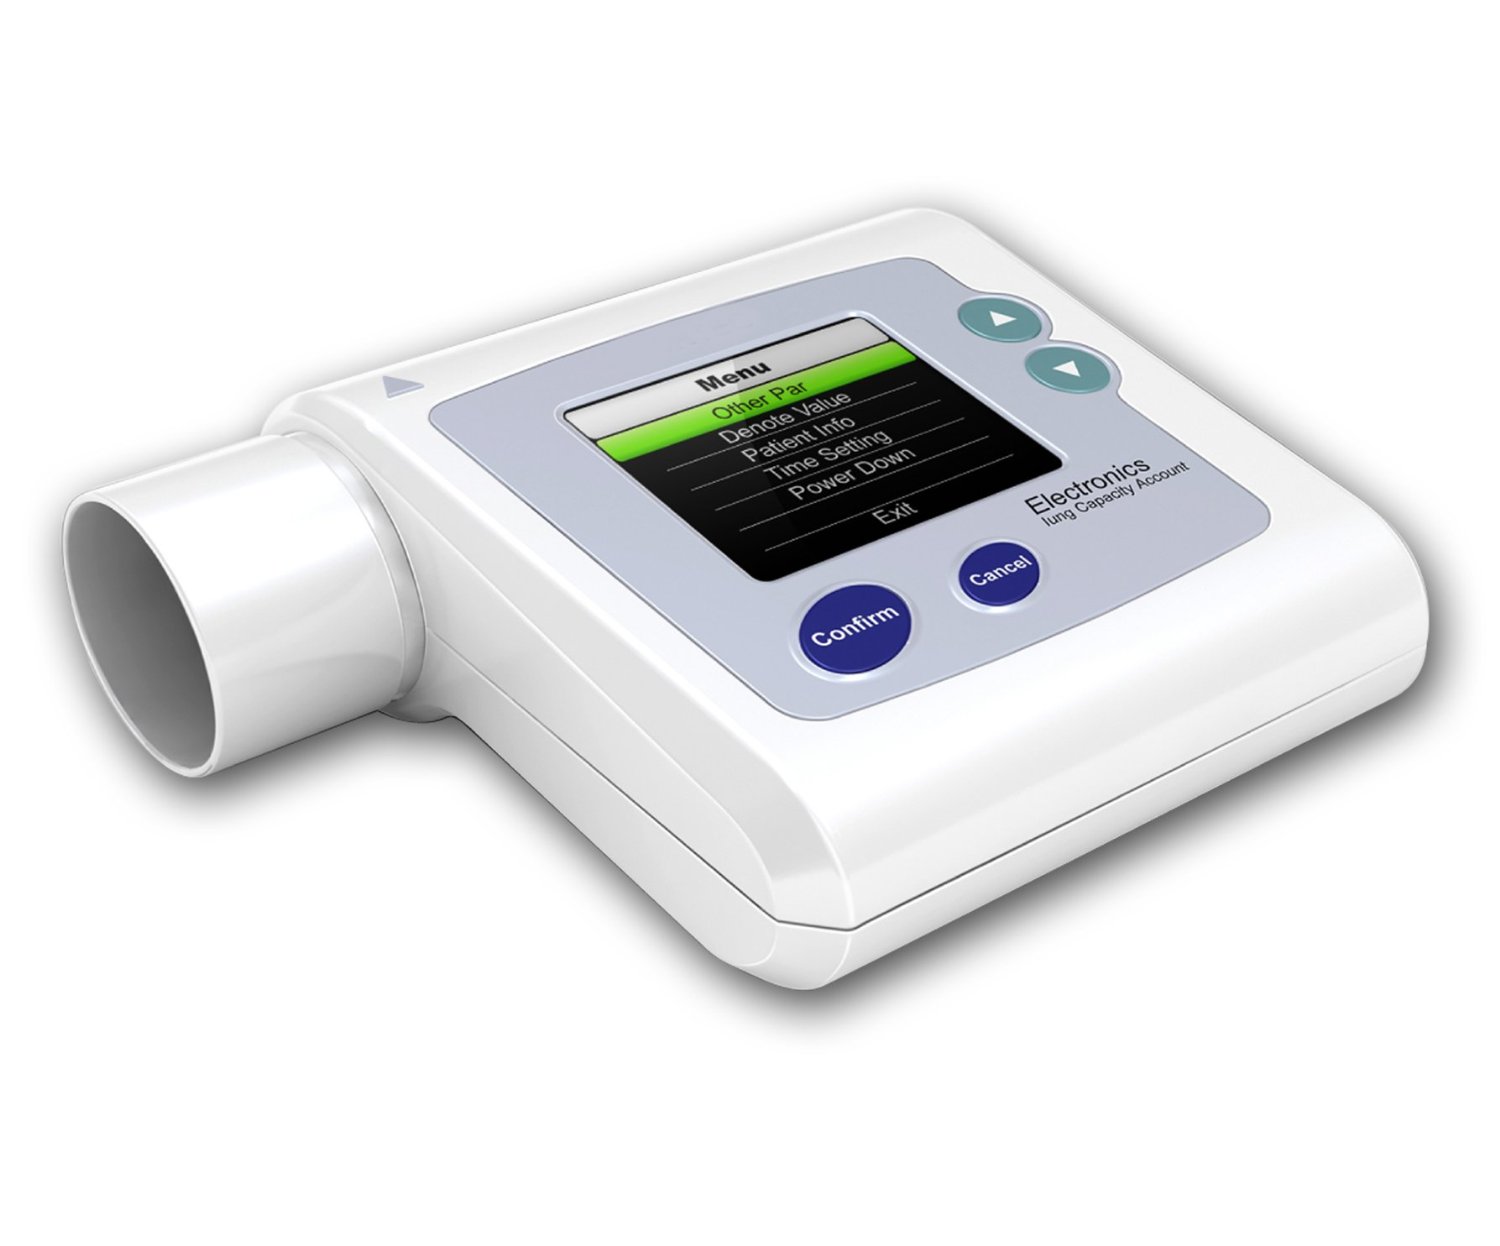 Menu
Other Par
Denote Value
Patient Info
Time Setting
Power Down
Exit
Electronics
lung Capacity Account
Confirm
Cancel